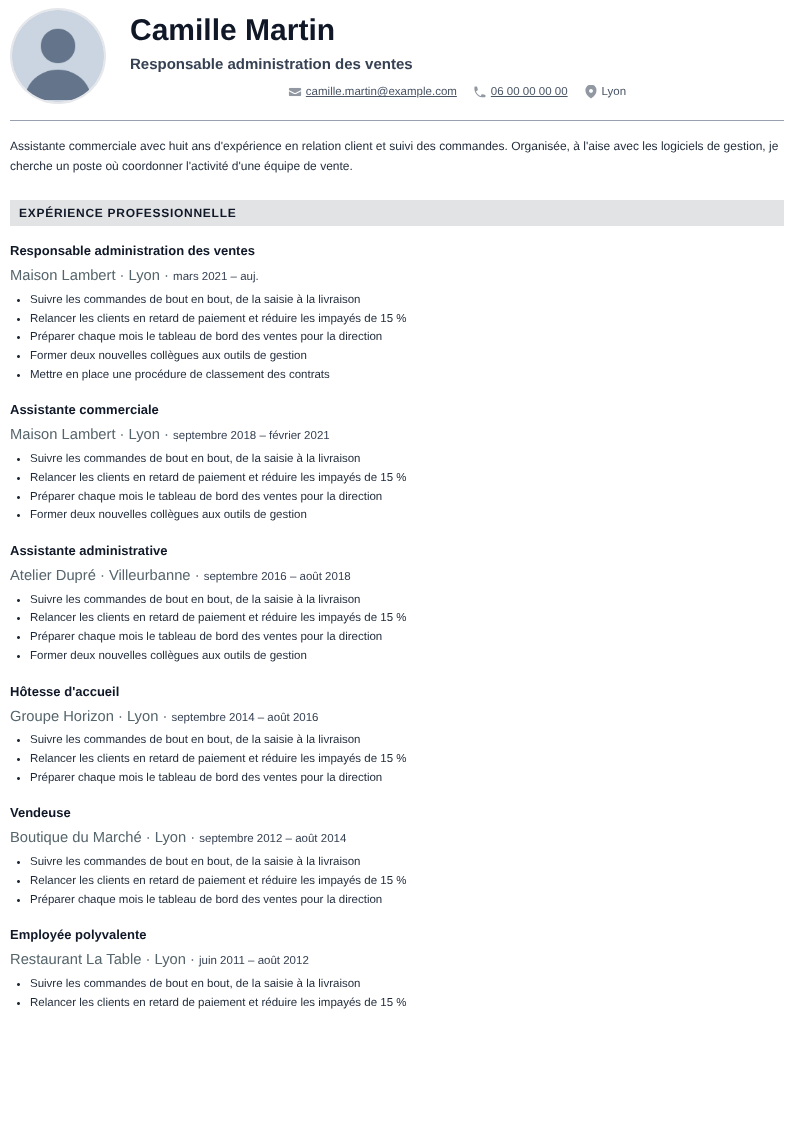 Camille Martin
Responsable administration des ventes
camille.martin@example.com 06 00 00 00 00 Lyon
Assistante commerciale avec huit ans d'expérience en relation client et suivi des commandes. Organisée, à l'aise avec les logiciels de gestion, je
cherche un poste où coordonner l'activité d'une équipe de vente.
EXPÉRIENCE PROFESSIONNELLE
Responsable administration des ventes
Maison Lambert · Lyon · mars 2021 – auj.
• Suivre les commandes de bout en bout, de la saisie à la livraison
• Relancer les clients en retard de paiement et réduire les impayés de 15 %
• Préparer chaque mois le tableau de bord des ventes pour la direction
• Former deux nouvelles collègues aux outils de gestion
• Mettre en place une procédure de classement des contrats
Assistante commerciale
Maison Lambert · Lyon · septembre 2018 – février 2021
• Suivre les commandes de bout en bout, de la saisie à la livraison
• Relancer les clients en retard de paiement et réduire les impayés de 15 %
• Préparer chaque mois le tableau de bord des ventes pour la direction
• Former deux nouvelles collègues aux outils de gestion
Assistante administrative
Atelier Dupré · Villeurbanne · septembre 2016 – août 2018
• Suivre les commandes de bout en bout, de la saisie à la livraison
• Relancer les clients en retard de paiement et réduire les impayés de 15 %
• Préparer chaque mois le tableau de bord des ventes pour la direction
• Former deux nouvelles collègues aux outils de gestion
Hôtesse d'accueil
Groupe Horizon · Lyon · septembre 2014 – août 2016
• Suivre les commandes de bout en bout, de la saisie à la livraison
• Relancer les clients en retard de paiement et réduire les impayés de 15 %
• Préparer chaque mois le tableau de bord des ventes pour la direction
Vendeuse
Boutique du Marché · Lyon · septembre 2012 – août 2014
• Suivre les commandes de bout en bout, de la saisie à la livraison
• Relancer les clients en retard de paiement et réduire les impayés de 15 %
• Préparer chaque mois le tableau de bord des ventes pour la direction
Employée polyvalente
Restaurant La Table · Lyon · juin 2011 – août 2012
• Suivre les commandes de bout en bout, de la saisie à la livraison
• Relancer les clients en retard de paiement et réduire les impayés de 15 %